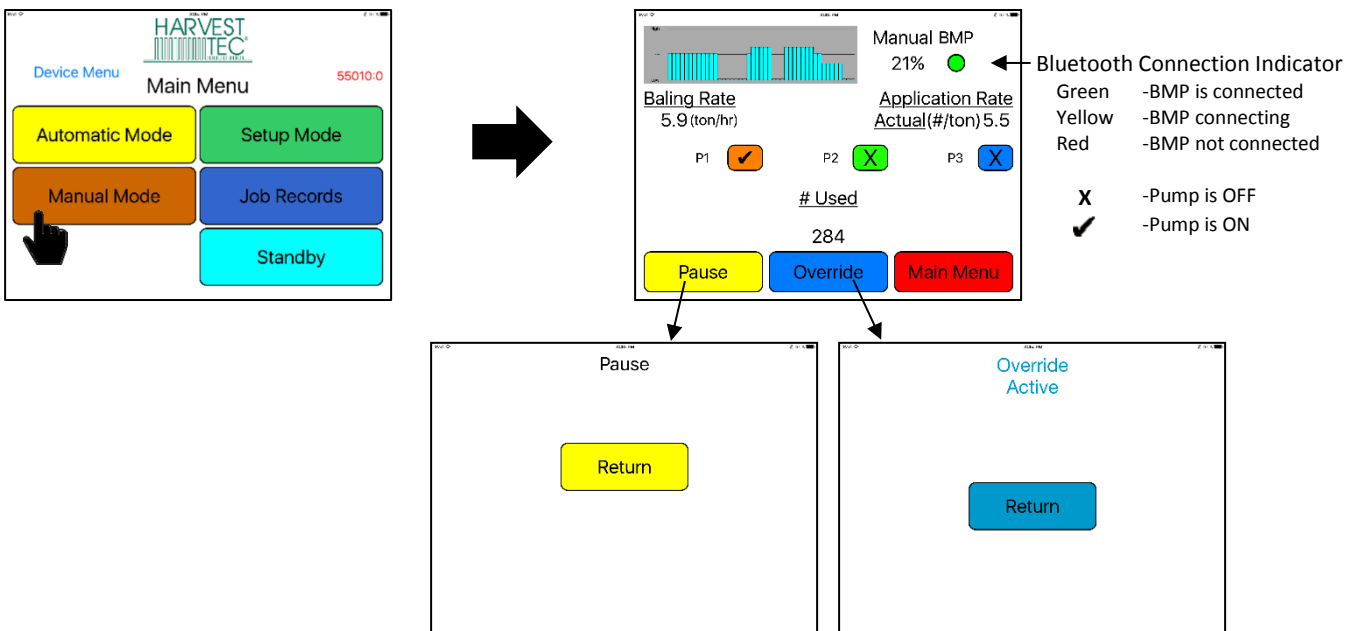 HARVEST
TEC
Device Menu
Main Menu
55010:0
Automatic Mode
Setup Mode
Manual Mode
Job Records
Standby
High
Low
Manual BMP
21%
Baling Rate
5.9 (ton/hr)
Application Rate
Actual(#/ton) 5.5
P1 ✔
P2 X
P3 X
# Used
284
Pause
Override
Main Menu
Bluetooth Connection Indicator
Green -BMP is connected
Yellow -BMP connecting
Red -BMP not connected
X -Pump is OFF
✔ -Pump is ON
Pause
Return
Override
Active
Return